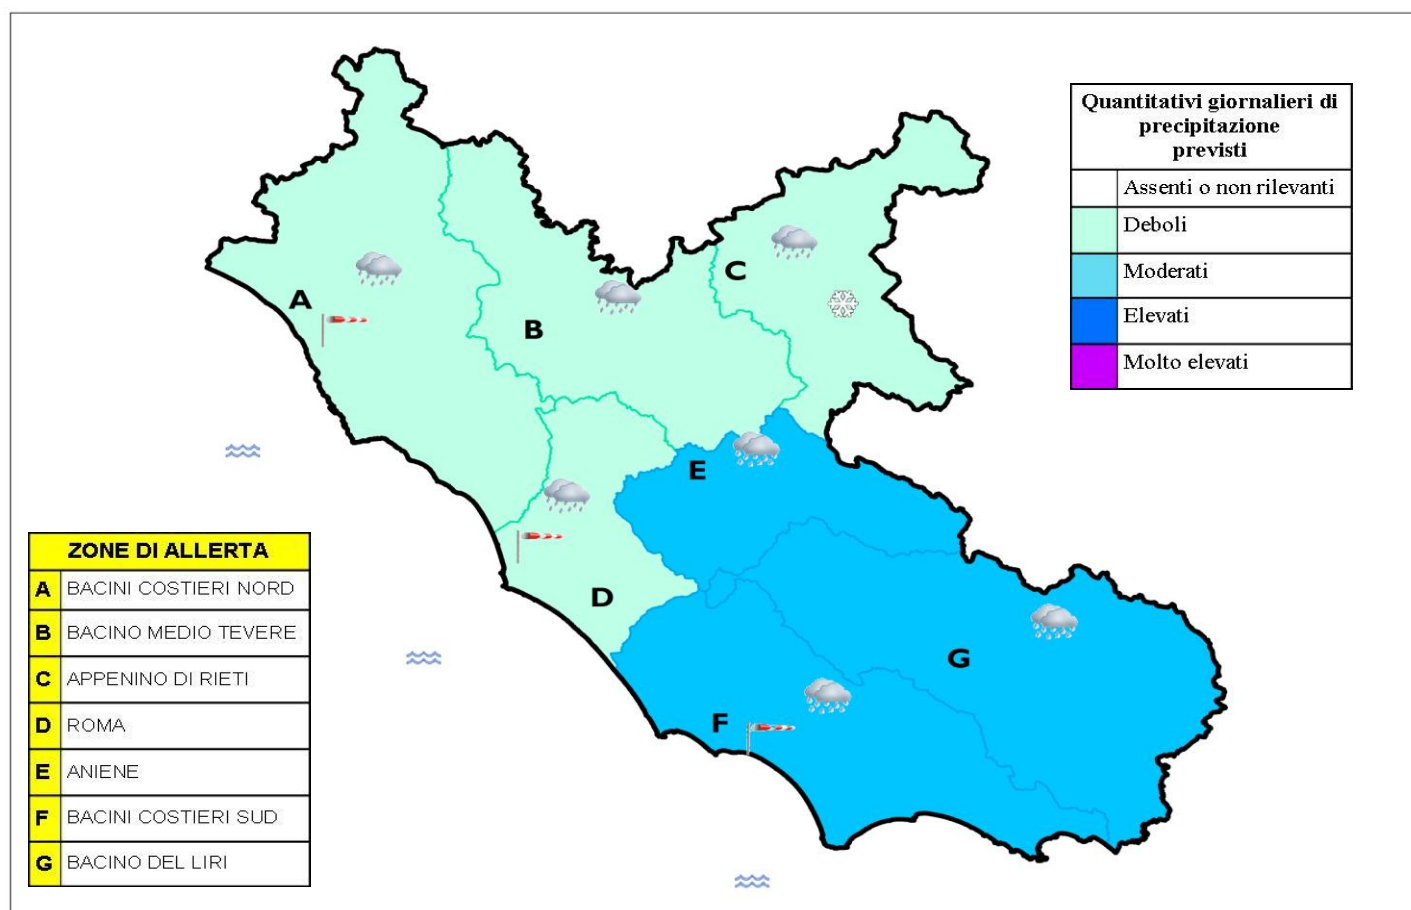 Quantitativi giornalieri di
precipitazione
previsti
Assenti o non rilevanti
Deboli
Moderati
Elevati
Molto elevati
A
B
C
D
E
F
G
ZONE DI ALLERTA
A BACINI COSTIERI NORD
B BACINO MEDIO TEVERE
C APPENINO DI RIETI
D ROMA
E ANIENE
F BACINI COSTIERI SUD
G BACINO DEL LIRI